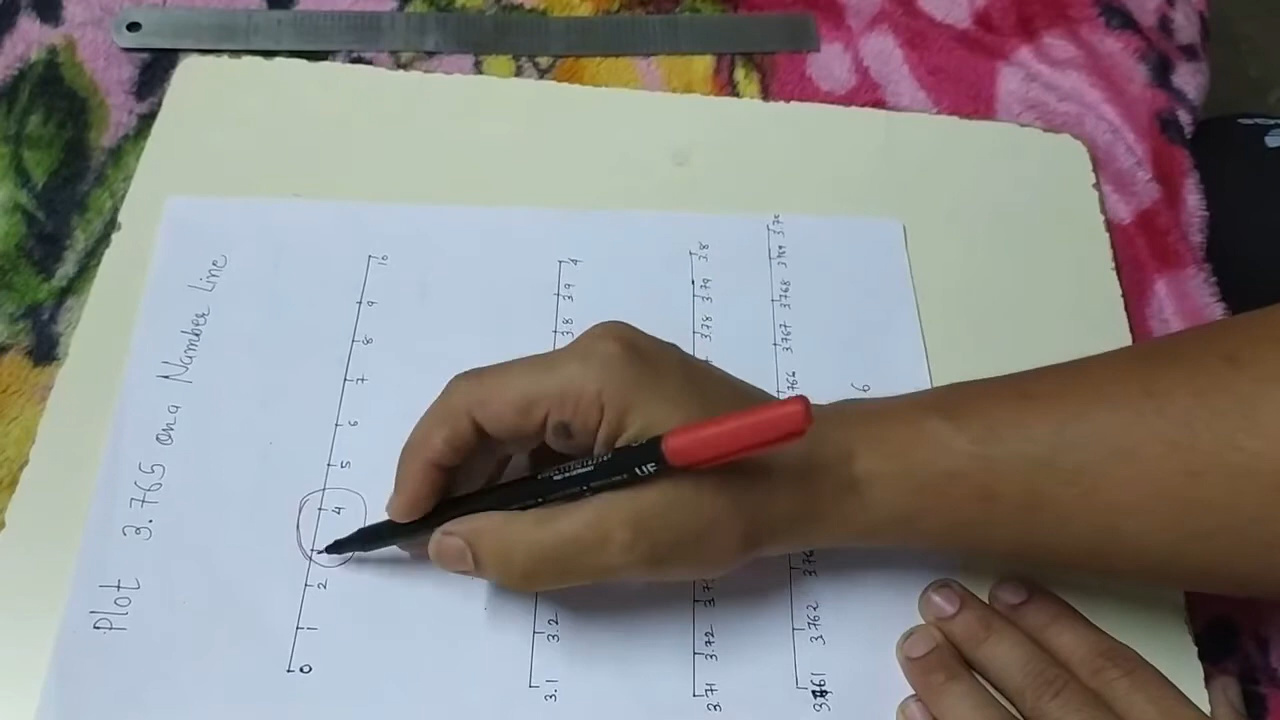 Plot 3.765 on a Number Line
0 1 2 4 5 6 7 8 9 10
3.1 3.2 3.8 3.9 4
3.71 3.72 3.78 3.79 3.8
3.761 3.762 3.767 3.768 3.769
6
UF